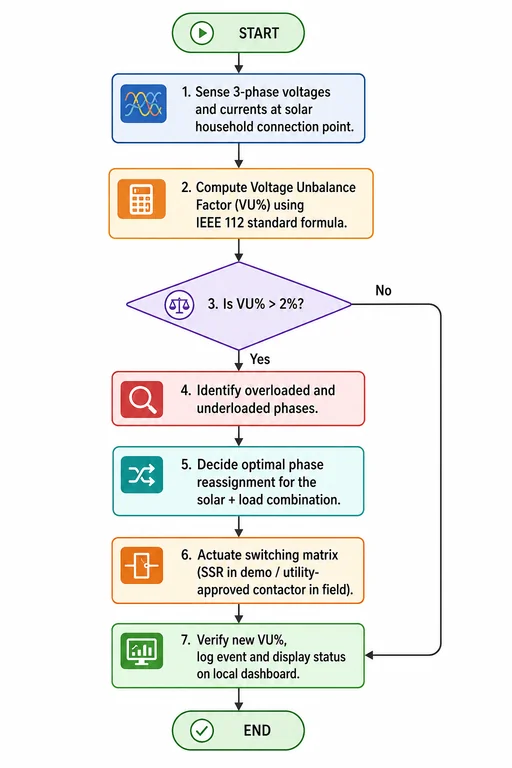 START
1. Sense 3-phase voltages
and currents at solar
household connection point.
2. Compute Voltage Unbalance
Factor (VU%) using
IEEE 112 standard formula.
3. Is VU% > 2%?
No
Yes
4. Identify overloaded and
underloaded phases.
5. Decide optimal phase
reassignment for the
solar + load combination.
6. Actuate switching matrix
(SSR in demo / utility-
approved contactor in field).
7. Verify new VU%,
log event and display status
on local dashboard.
END